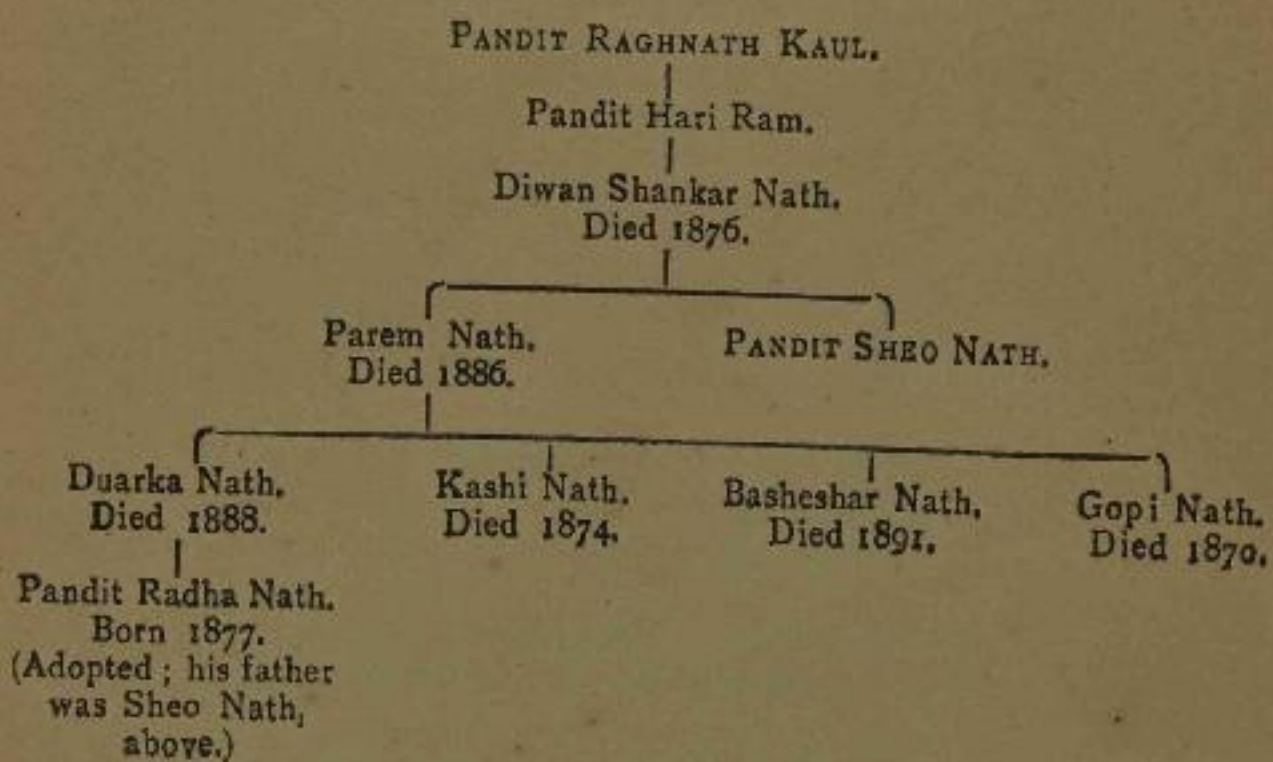 PANDIT RAGHNATH KAUL.
Pandit Hari Ram.
Diwan Shankar Nath.
Died 1876.
Parem Nath.
Died 1886.
PANDIT SHEO NATH.
Duarka Nath.
Died 1888.
Kashi Nath.
Died 1874.
Basheshar Nath.
Died 1891.
Gopi Nath.
Died 1870.
Pandit Radha Nath.
Born 1877.
(Adopted ; his father
was Sheo Nath,
above.)